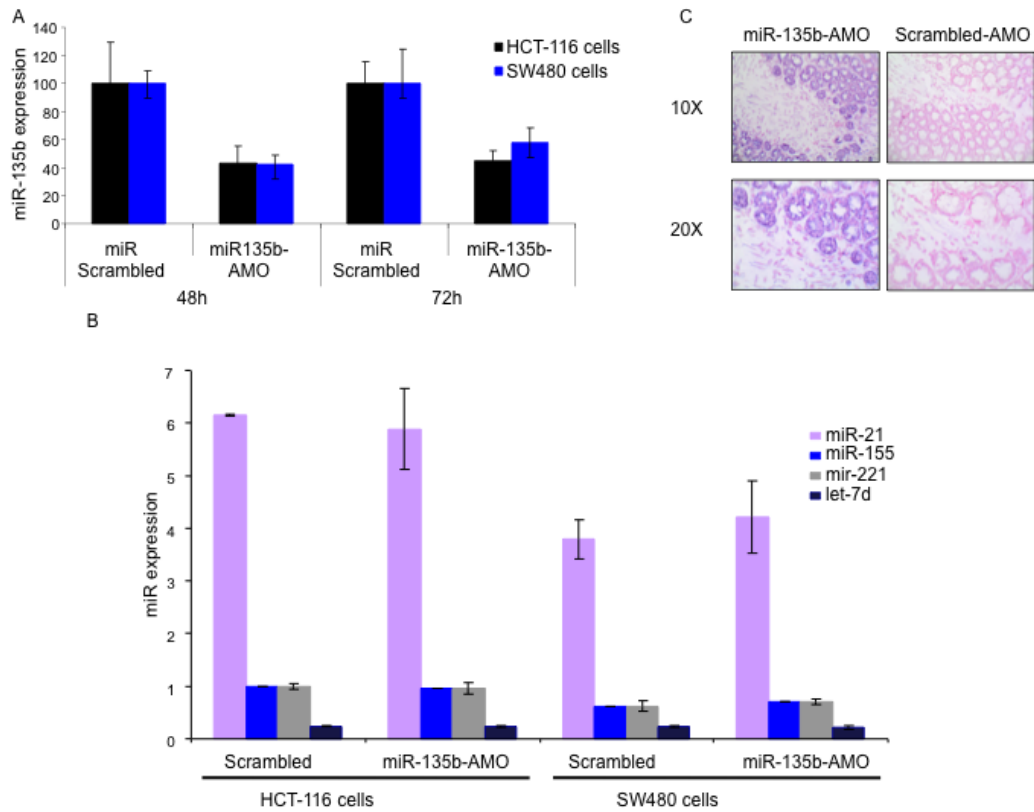 A
140
120
100
80
60
40
20
0
miR-135b expression
HCT-116 cells
SW480 cells
miR
Scrambled
miR135b-
AMO
miR
Scrambled
miR-135b-
AMO
48h
72h
C
miR-135b-AMO
Scrambled-AMO
10X
20X
B
7
6
5
4
3
2
1
0
miR expression
miR-21
miR-155
mir-221
let-7d
Scrambled
miR-135b-AMO
Scrambled
miR-135b-AMO
HCT-116 cells
SW480 cells